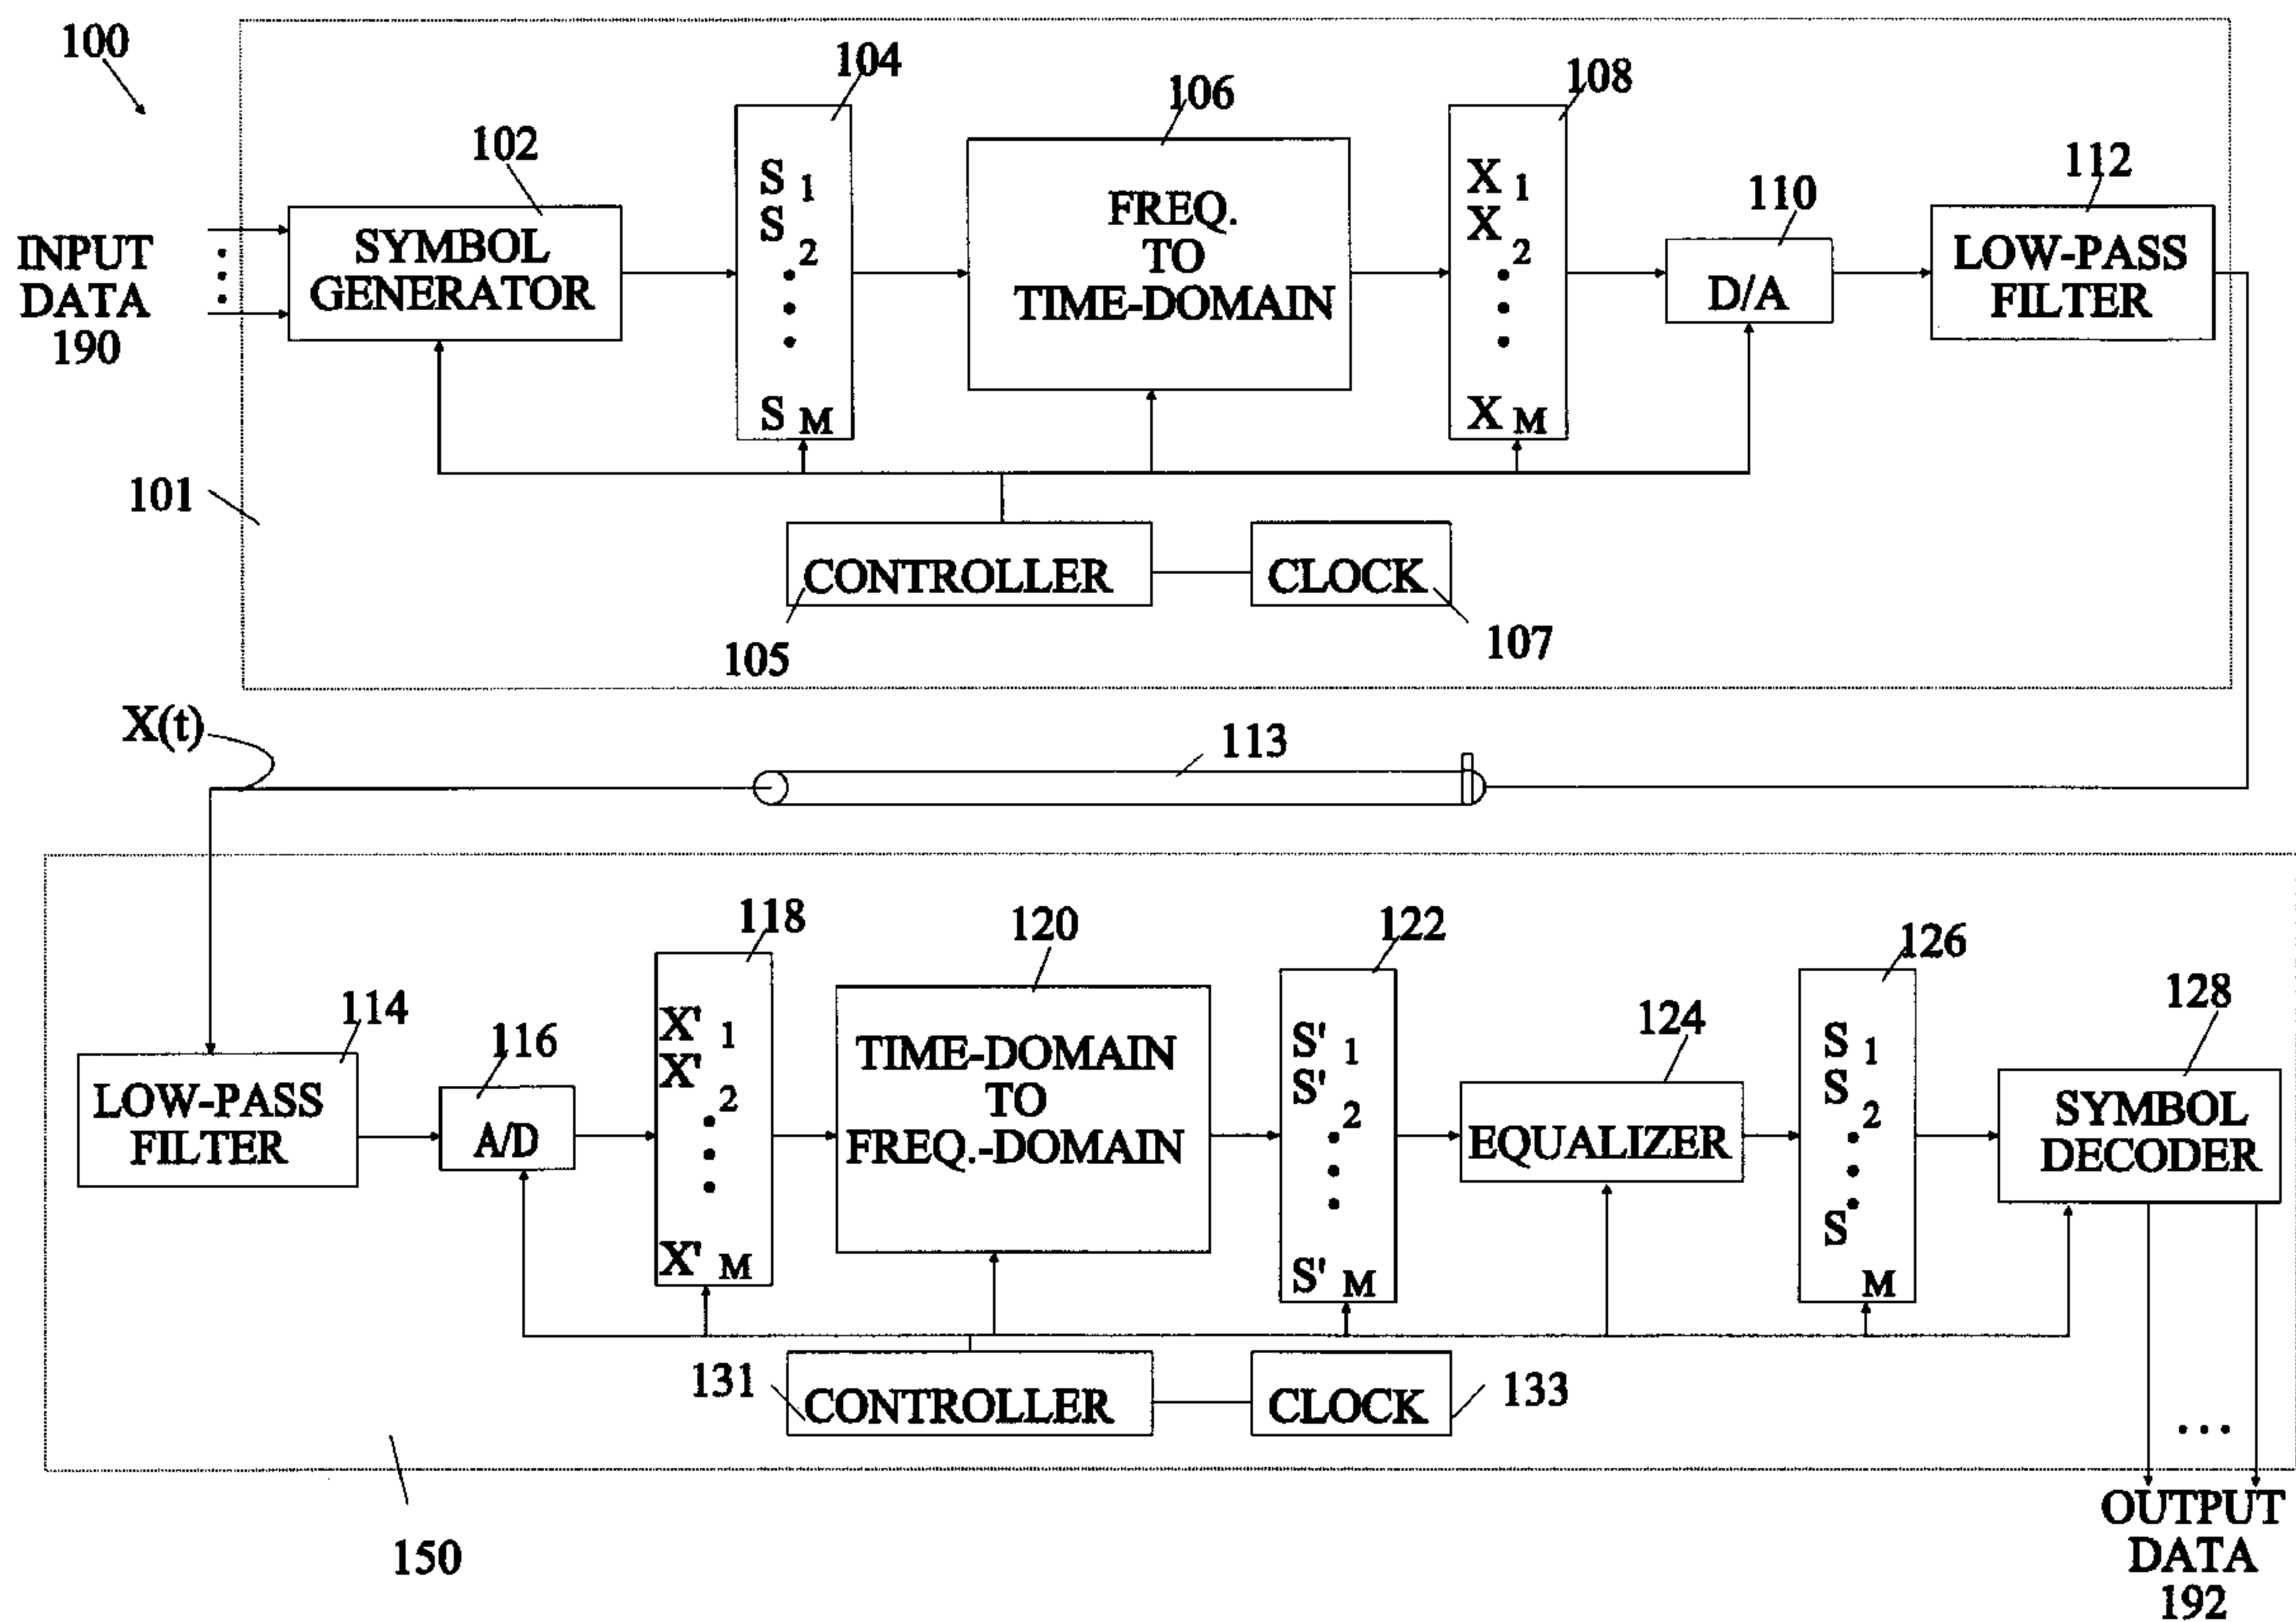 100
104
106
108
102
112
110
INPUT
DATA
190
SYMBOL
GENERATOR
S 1
S 2
S M
FREQ.
TO
TIME-DOMAIN
X 1
X 2
X M
D/A
LOW-PASS
FILTER
101
CONTROLLER
CLOCK
105
107
X(t)
113
118
120
122
126
114
116
124
128
LOW-PASS
FILTER
A/D
X' 1
X' 2
X' M
TIME-DOMAIN
TO
FREQ.-DOMAIN
S' 1
S' 2
S' M
EQUALIZER
S 1
S 2
S M
SYMBOL
DECODER
131
CONTROLLER
CLOCK
133
150
OUTPUT
DATA
192